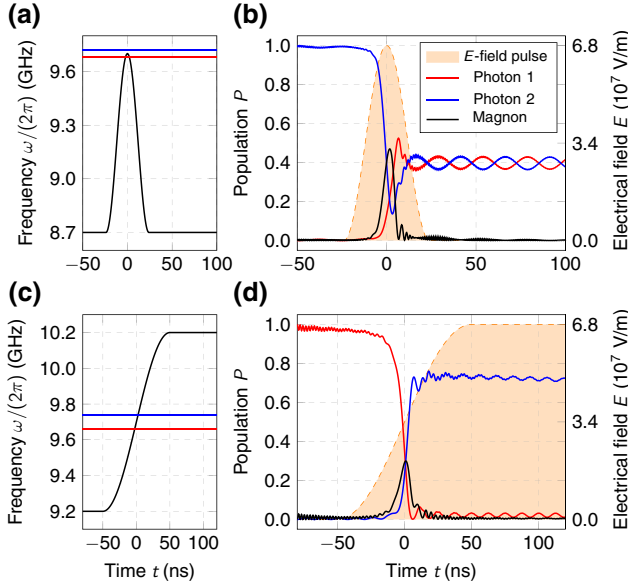 (a)
Frequency ω/(2π) (GHz)
9.6
9.3
9.0
8.7
−50 0 50 100
(b)
Population P
1.0
0.8
0.6
0.4
0.2
0.0
−50 0 50 100
E-field pulse
Photon 1
Photon 2
Magnon
6.8
3.4
0.0
Electrical field E (10⁷ V/m)
(c)
Frequency ω/(2π) (GHz)
10.2
10.0
9.8
9.6
9.4
9.2
−50 0 50 100
Time t (ns)
(d)
Population P
1.0
0.8
0.6
0.4
0.2
0.0
−50 0 50 100
Time t (ns)
6.8
3.4
0.0
Electrical field E (10⁷ V/m)